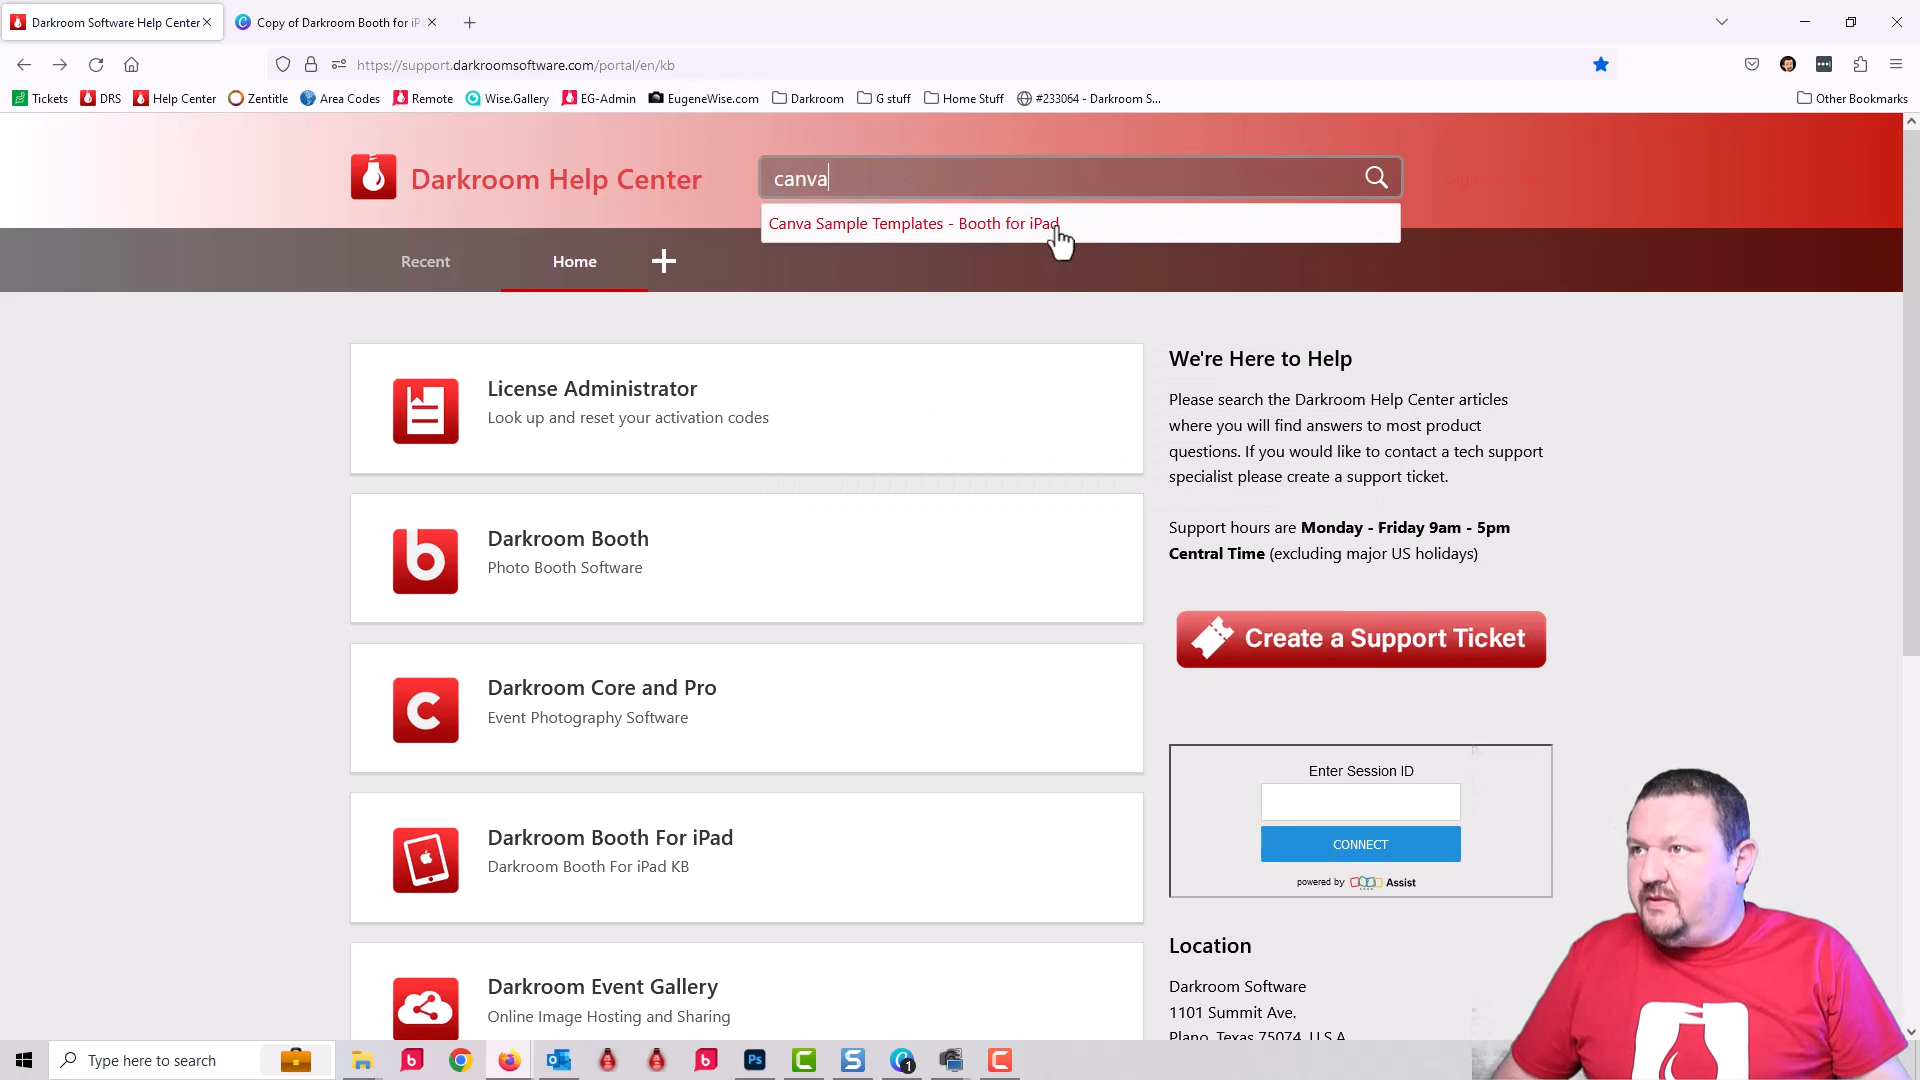 Darkroom Software Help Center
Copy of Darkroom Booth for iP
https://support.darkroomsoftware.com/portal/en/kb
Tickets
DRS
Help Center
Zentitle
Area Codes
Remote
Wise.Gallery
EG-Admin
EugeneWise.com
Darkroom
G stuff
Home Stuff
#233064 - Darkroom S...
Other Bookmarks
Darkroom Help Center
canva
Canva Sample Templates - Booth for iPad
Recent
Home
License Administrator
Look up and reset your activation codes
Darkroom Booth
Photo Booth Software
Darkroom Core and Pro
Event Photography Software
Darkroom Booth For iPad
Darkroom Booth For iPad KB
Darkroom Event Gallery
Online Image Hosting and Sharing
We're Here to Help
Please search the Darkroom Help Center articles
where you will find answers to most product
questions. If you would like to contact a tech support
specialist please create a support ticket.
Support hours are Monday - Friday 9am - 5pm
Central Time (excluding major US holidays)
Create a Support Ticket
Enter Session ID
CONNECT
powered by Assist
Location
Darkroom Software
1101 Summit Ave.
Plano, Texas 75074, U.S.A.
Type here to search
Ps
1